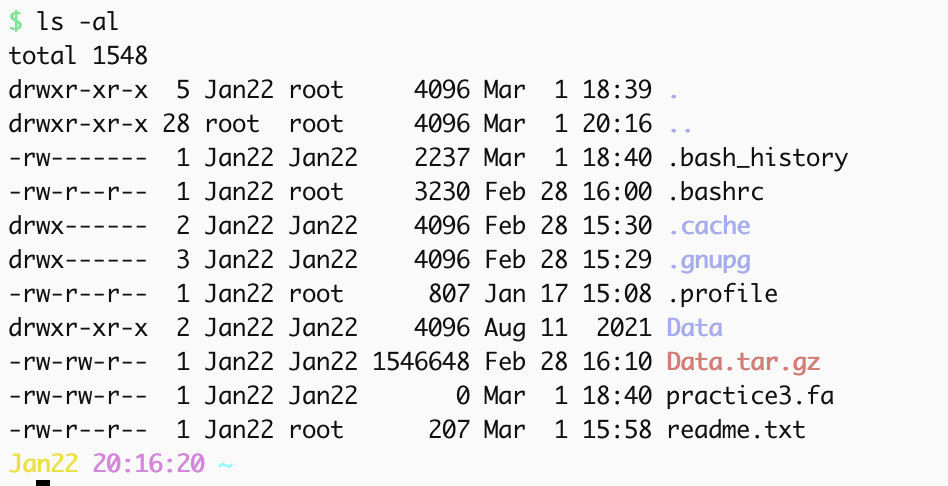 $ ls -al
total 1548
drwxr-xr-x  5 Jan22 root     4096 Mar  1 18:39 .
drwxr-xr-x 28 root  root     4096 Mar  1 20:16 ..
-rw-------  1 Jan22 Jan22    2237 Mar  1 18:40 .bash_history
-rw-r--r--  1 Jan22 root     3230 Feb 28 16:00 .bashrc
drwx------  2 Jan22 Jan22    4096 Feb 28 15:30 .cache
drwx------  3 Jan22 Jan22    4096 Feb 28 15:29 .gnupg
-rw-r--r--  1 Jan22 root      807 Jan 17 15:08 .profile
drwxr-xr-x  2 Jan22 Jan22    4096 Aug 11  2021 Data
-rw-rw-r--  1 Jan22 Jan22 1546648 Feb 28 16:10 Data.tar.gz
-rw-rw-r--  1 Jan22 Jan22       0 Mar  1 18:40 practice3.fa
-rw-r--r--  1 Jan22 root      207 Mar  1 15:58 readme.txt
Jan22 20:16:20 ~